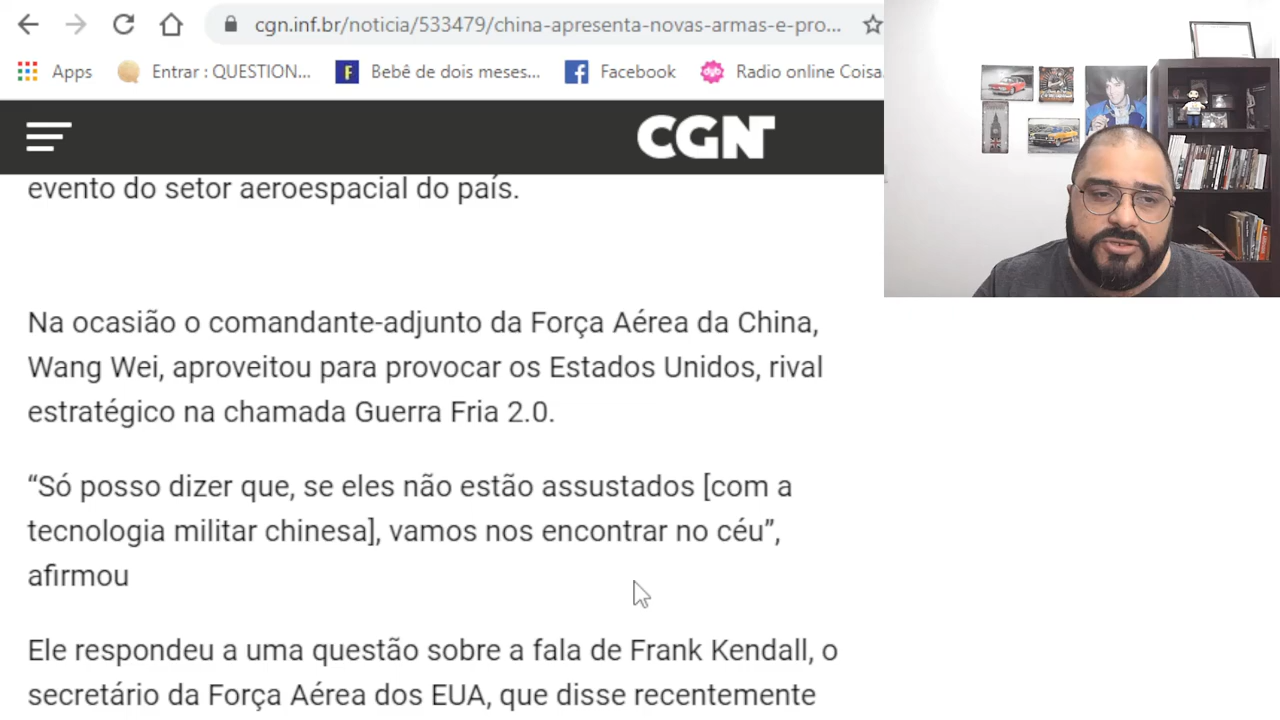 cgn.inf.br/noticia/533479/china-apresenta-novas-armas-e-pro...
Apps
Entrar : QUESTION...
F
Bebê de dois meses...
Facebook
Radio online Coisa
CGN
evento do setor aeroespacial do país.
Na ocasião o comandante-adjunto da Força Aérea da China,
Wang Wei, aproveitou para provocar os Estados Unidos, rival
estratégico na chamada Guerra Fria 2.0.
“Só posso dizer que, se eles não estão assustados [com a
tecnologia militar chinesa], vamos nos encontrar no céu”,
afirmou
Ele respondeu a uma questão sobre a fala de Frank Kendall, o
secretário da Força Aérea dos EUA, que disse recentemente